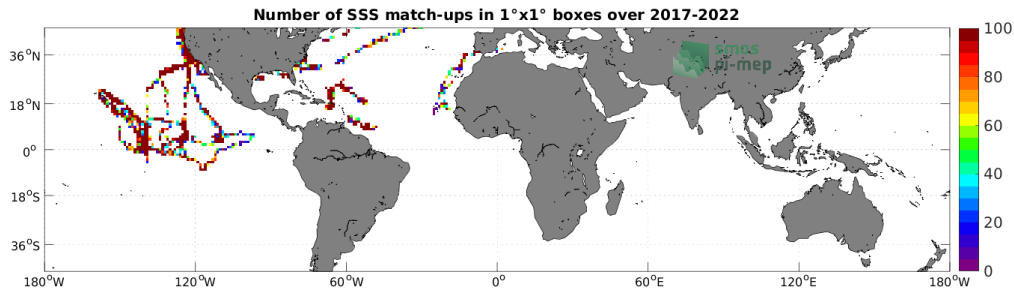 Number of SSS match-ups in 1°x1° boxes over 2017-2022
smos
pi-mep
36°N
18°N
0°
18°S
36°S
180°W
120°W
60°W
0°
60°E
120°E
180°W
100
80
60
40
20
0